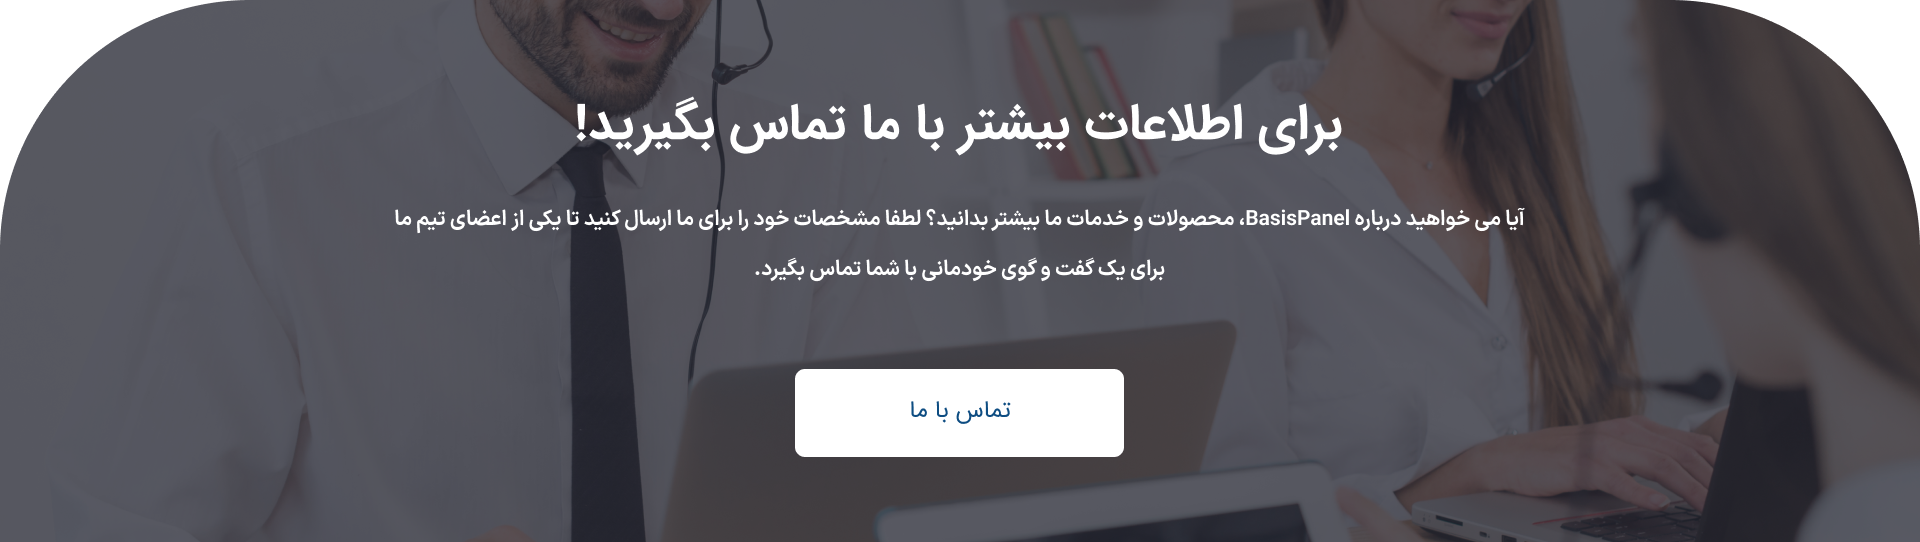 برای اطلاعات بیشتر با ما تماس بگیرید!
آیا می خواهید درباره BasisPanel، محصولات و خدمات ما بیشتر بدانید؟ لطفا مشخصات خود را برای ما ارسال کنید تا یکی از اعضای تیم ما
برای یک گفت و گوی خودمانی با شما تماس بگیرد.
تماس با ما